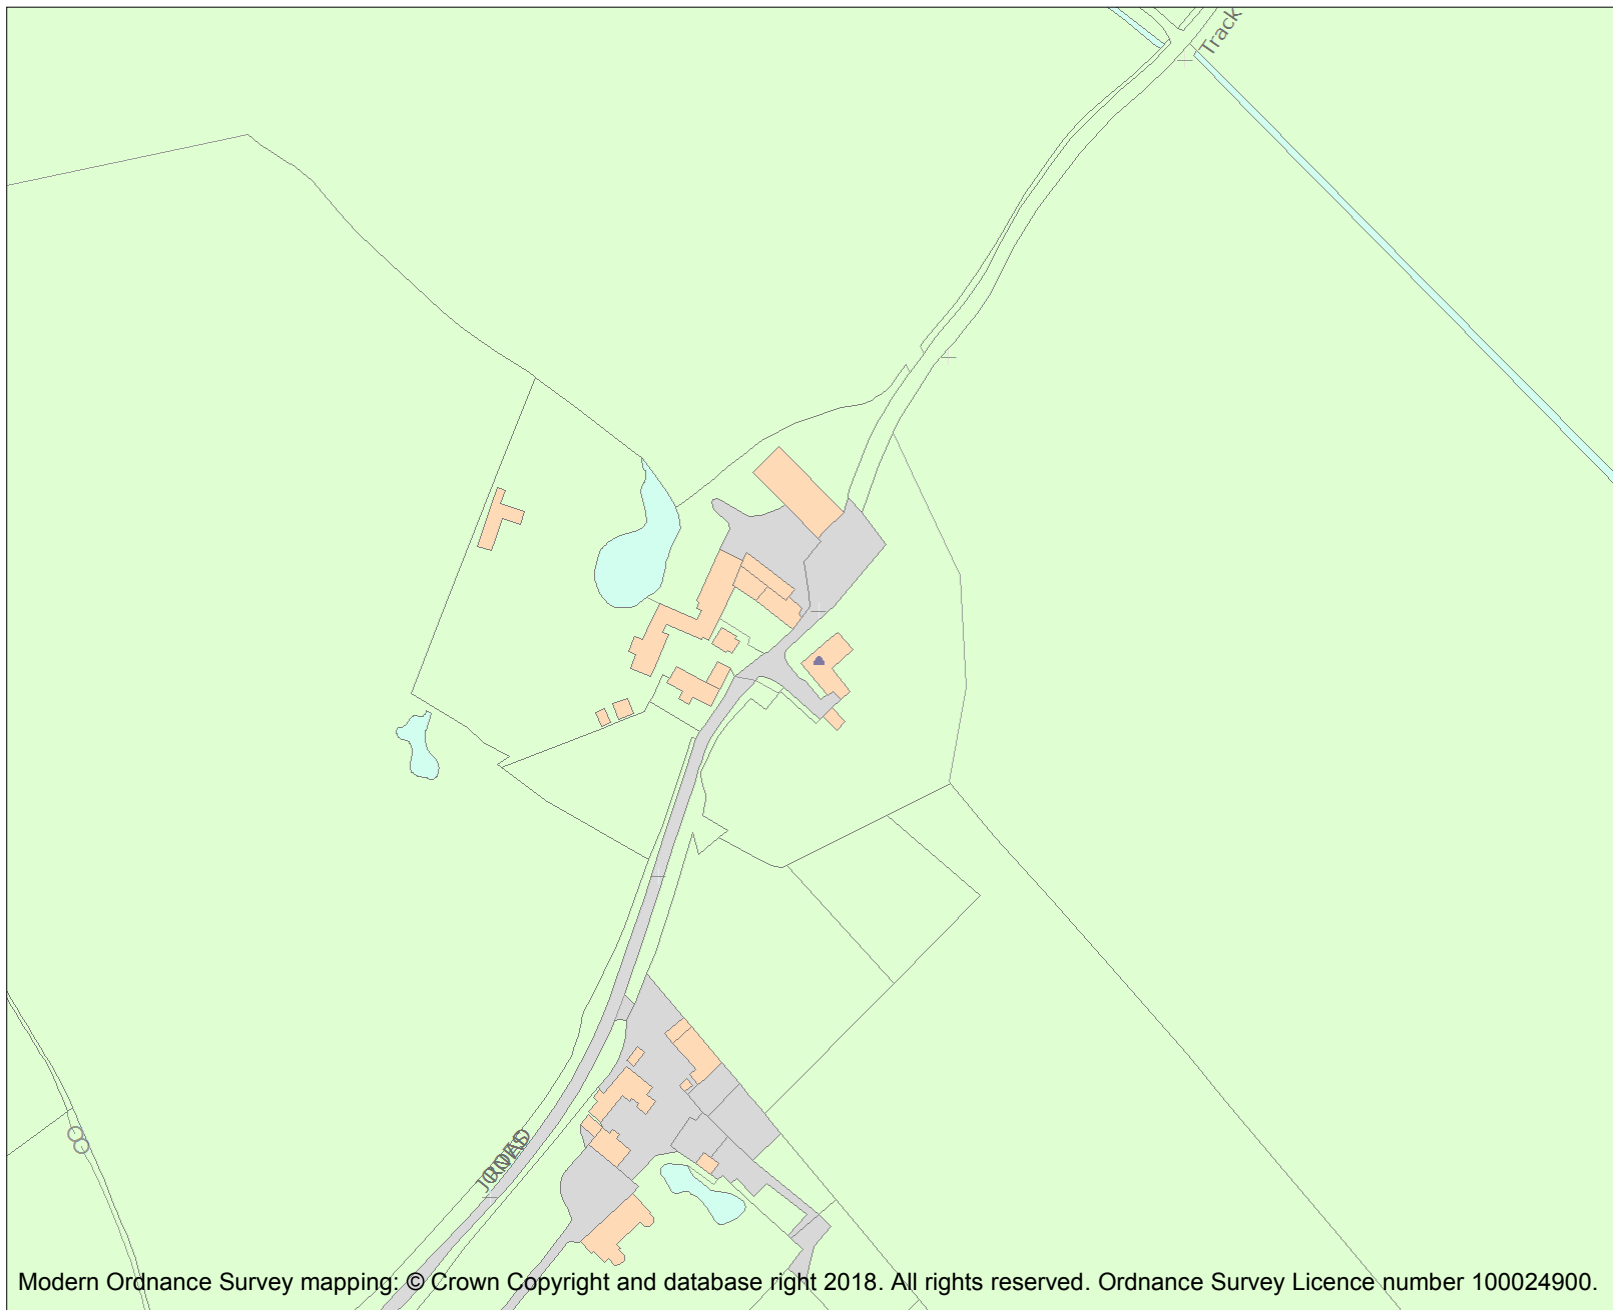 Track
Modern Ordnance Survey mapping: © Crown Copyright and database right 2018. All rights reserved. Ordnance Survey Licence number 100024900.